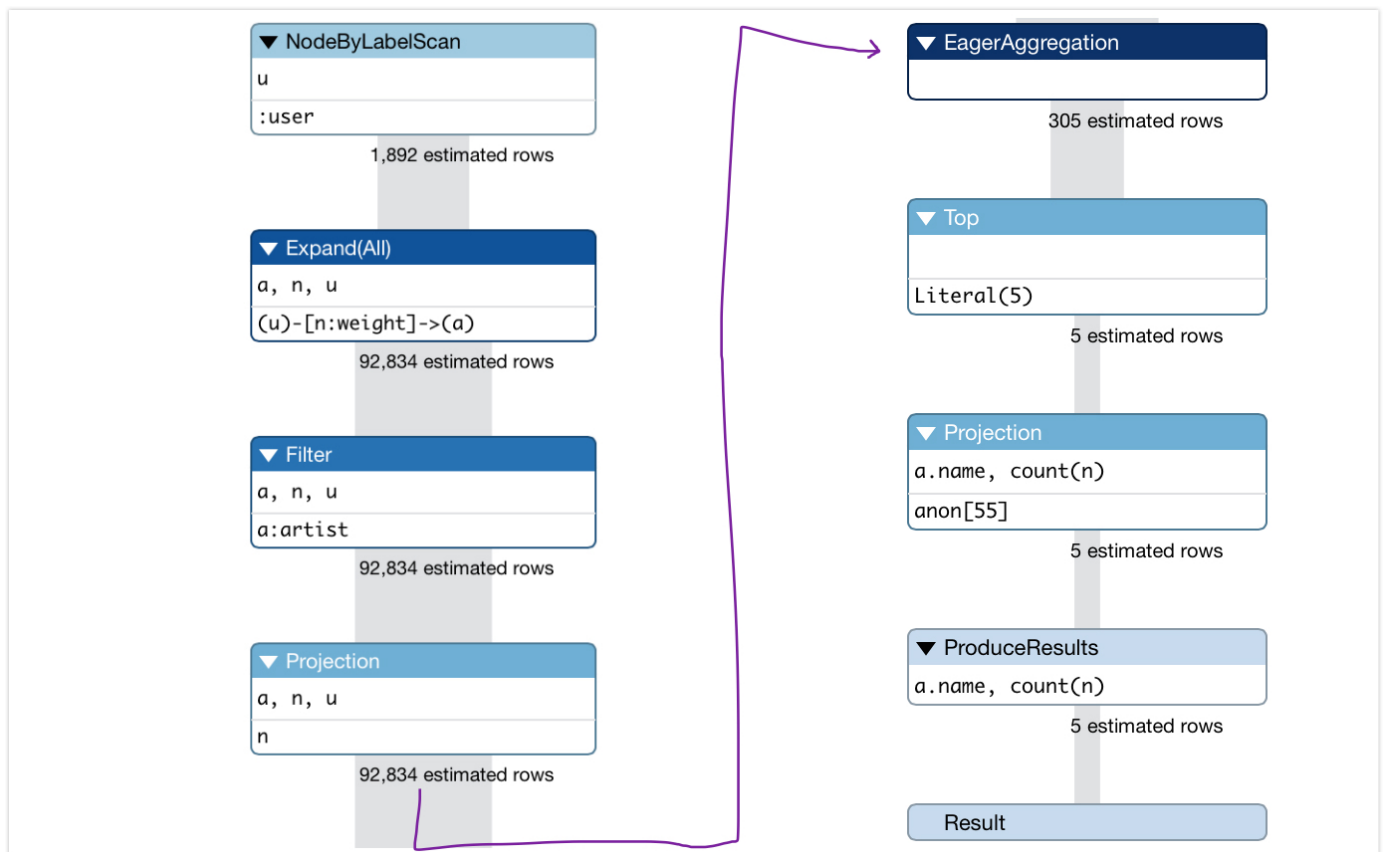 NodeByLabelScan
u
:user
1,892 estimated rows
Expand(All)
a, n, u
(u)-[n:weight]->(a)
92,834 estimated rows
Filter
a, n, u
a:artist
92,834 estimated rows
Projection
a, n, u
n
92,834 estimated rows
EagerAggregation
305 estimated rows
Top
Literal(5)
5 estimated rows
Projection
a.name, count(n)
anon[55]
5 estimated rows
ProduceResults
a.name, count(n)
5 estimated rows
Result